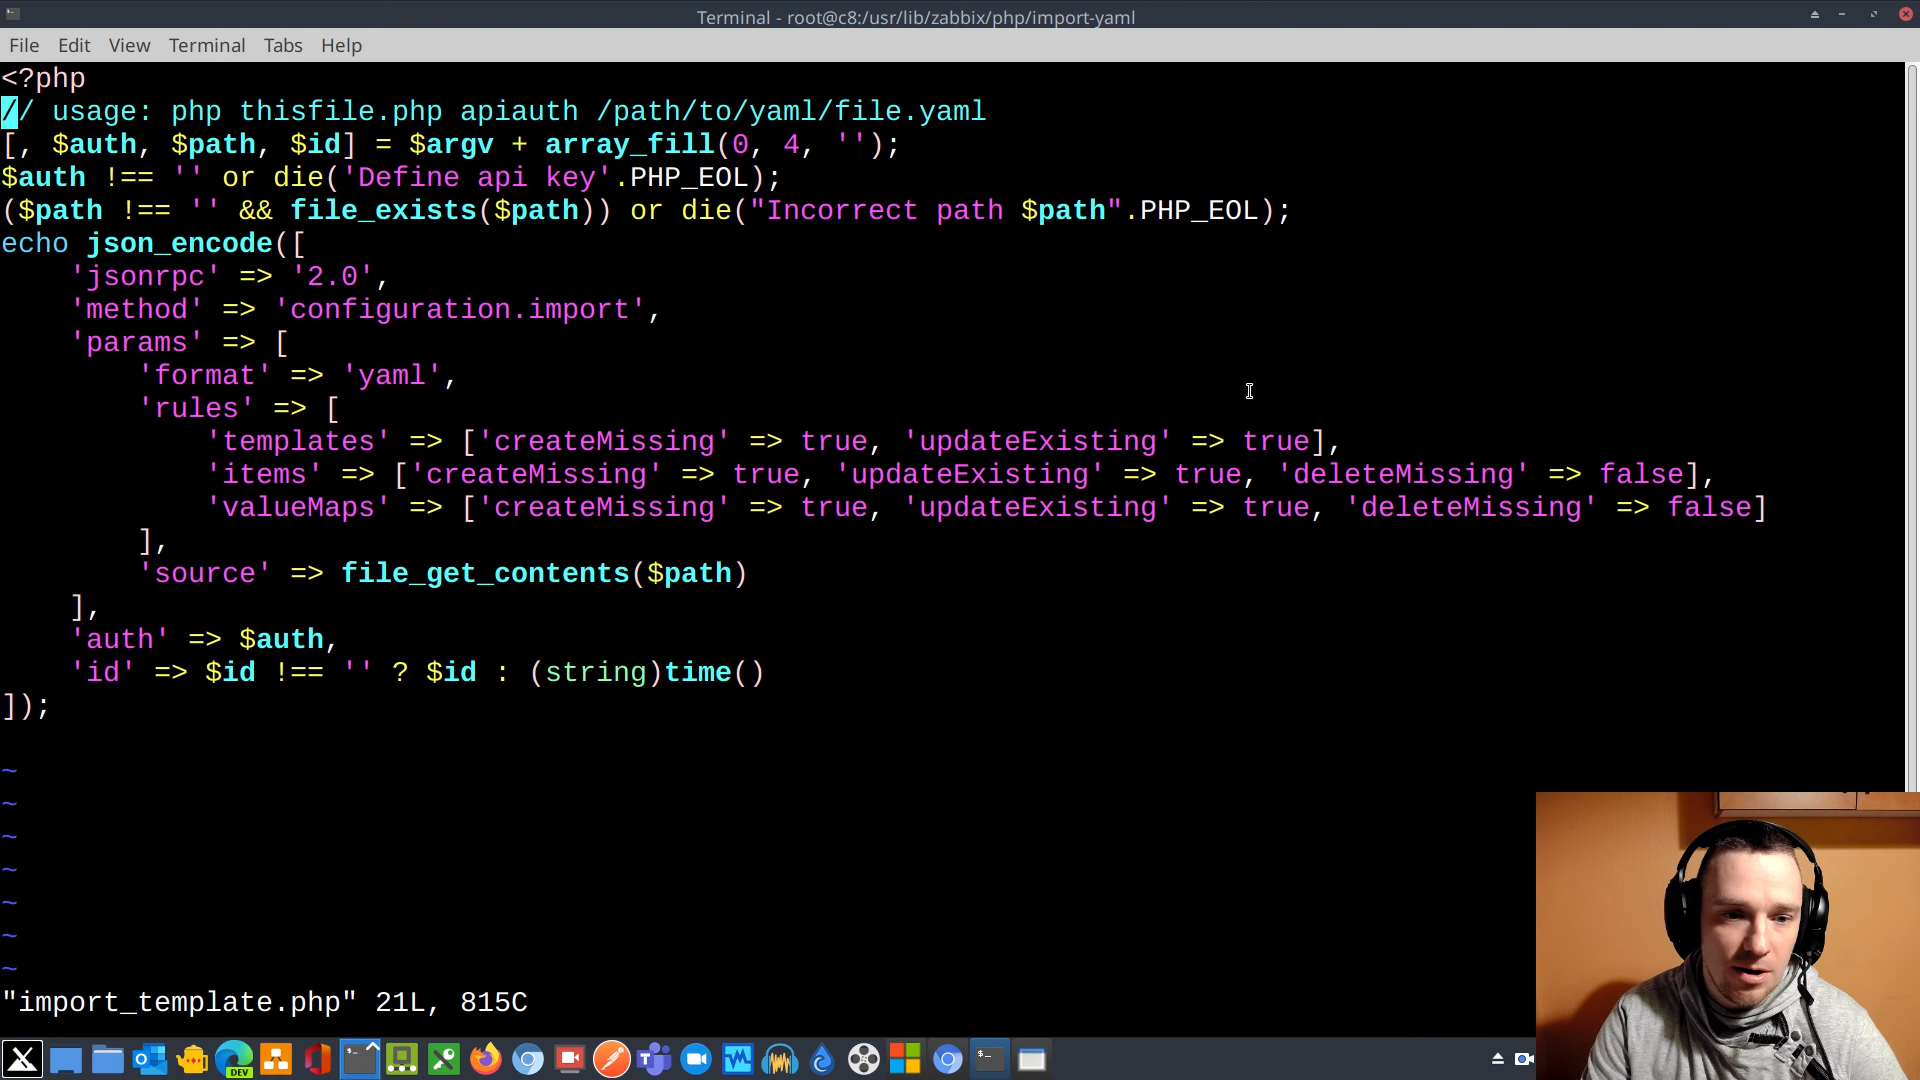 Terminal - root@c8:/usr/lib/zabbix/php/import-yaml
File Edit View Terminal Tabs Help
<?php
// usage: php thisfile.php apiauth /path/to/yaml/file.yaml
[, $auth, $path, $id] = $argv + array_fill(0, 4, '');
$auth !== '' or die('Define api key'.PHP_EOL);
($path !== '' && file_exists($path)) or die("Incorrect path $path".PHP_EOL);
echo json_encode([
    'jsonrpc' => '2.0',
    'method' => 'configuration.import',
    'params' => [
        'format' => 'yaml',
        'rules' => [
            'templates' => ['createMissing' => true, 'updateExisting' => true],
            'items' => ['createMissing' => true, 'updateExisting' => true, 'deleteMissing' => false],
            'valueMaps' => ['createMissing' => true, 'updateExisting' => true, 'deleteMissing' => false]
        ],
        'source' => file_get_contents($path)
    ],
    'auth' => $auth,
    'id' => $id !== '' ? $id : (string)time()
]);
~
~
~
~
~
~
~
"import_template.php" 21L, 815C
DEV